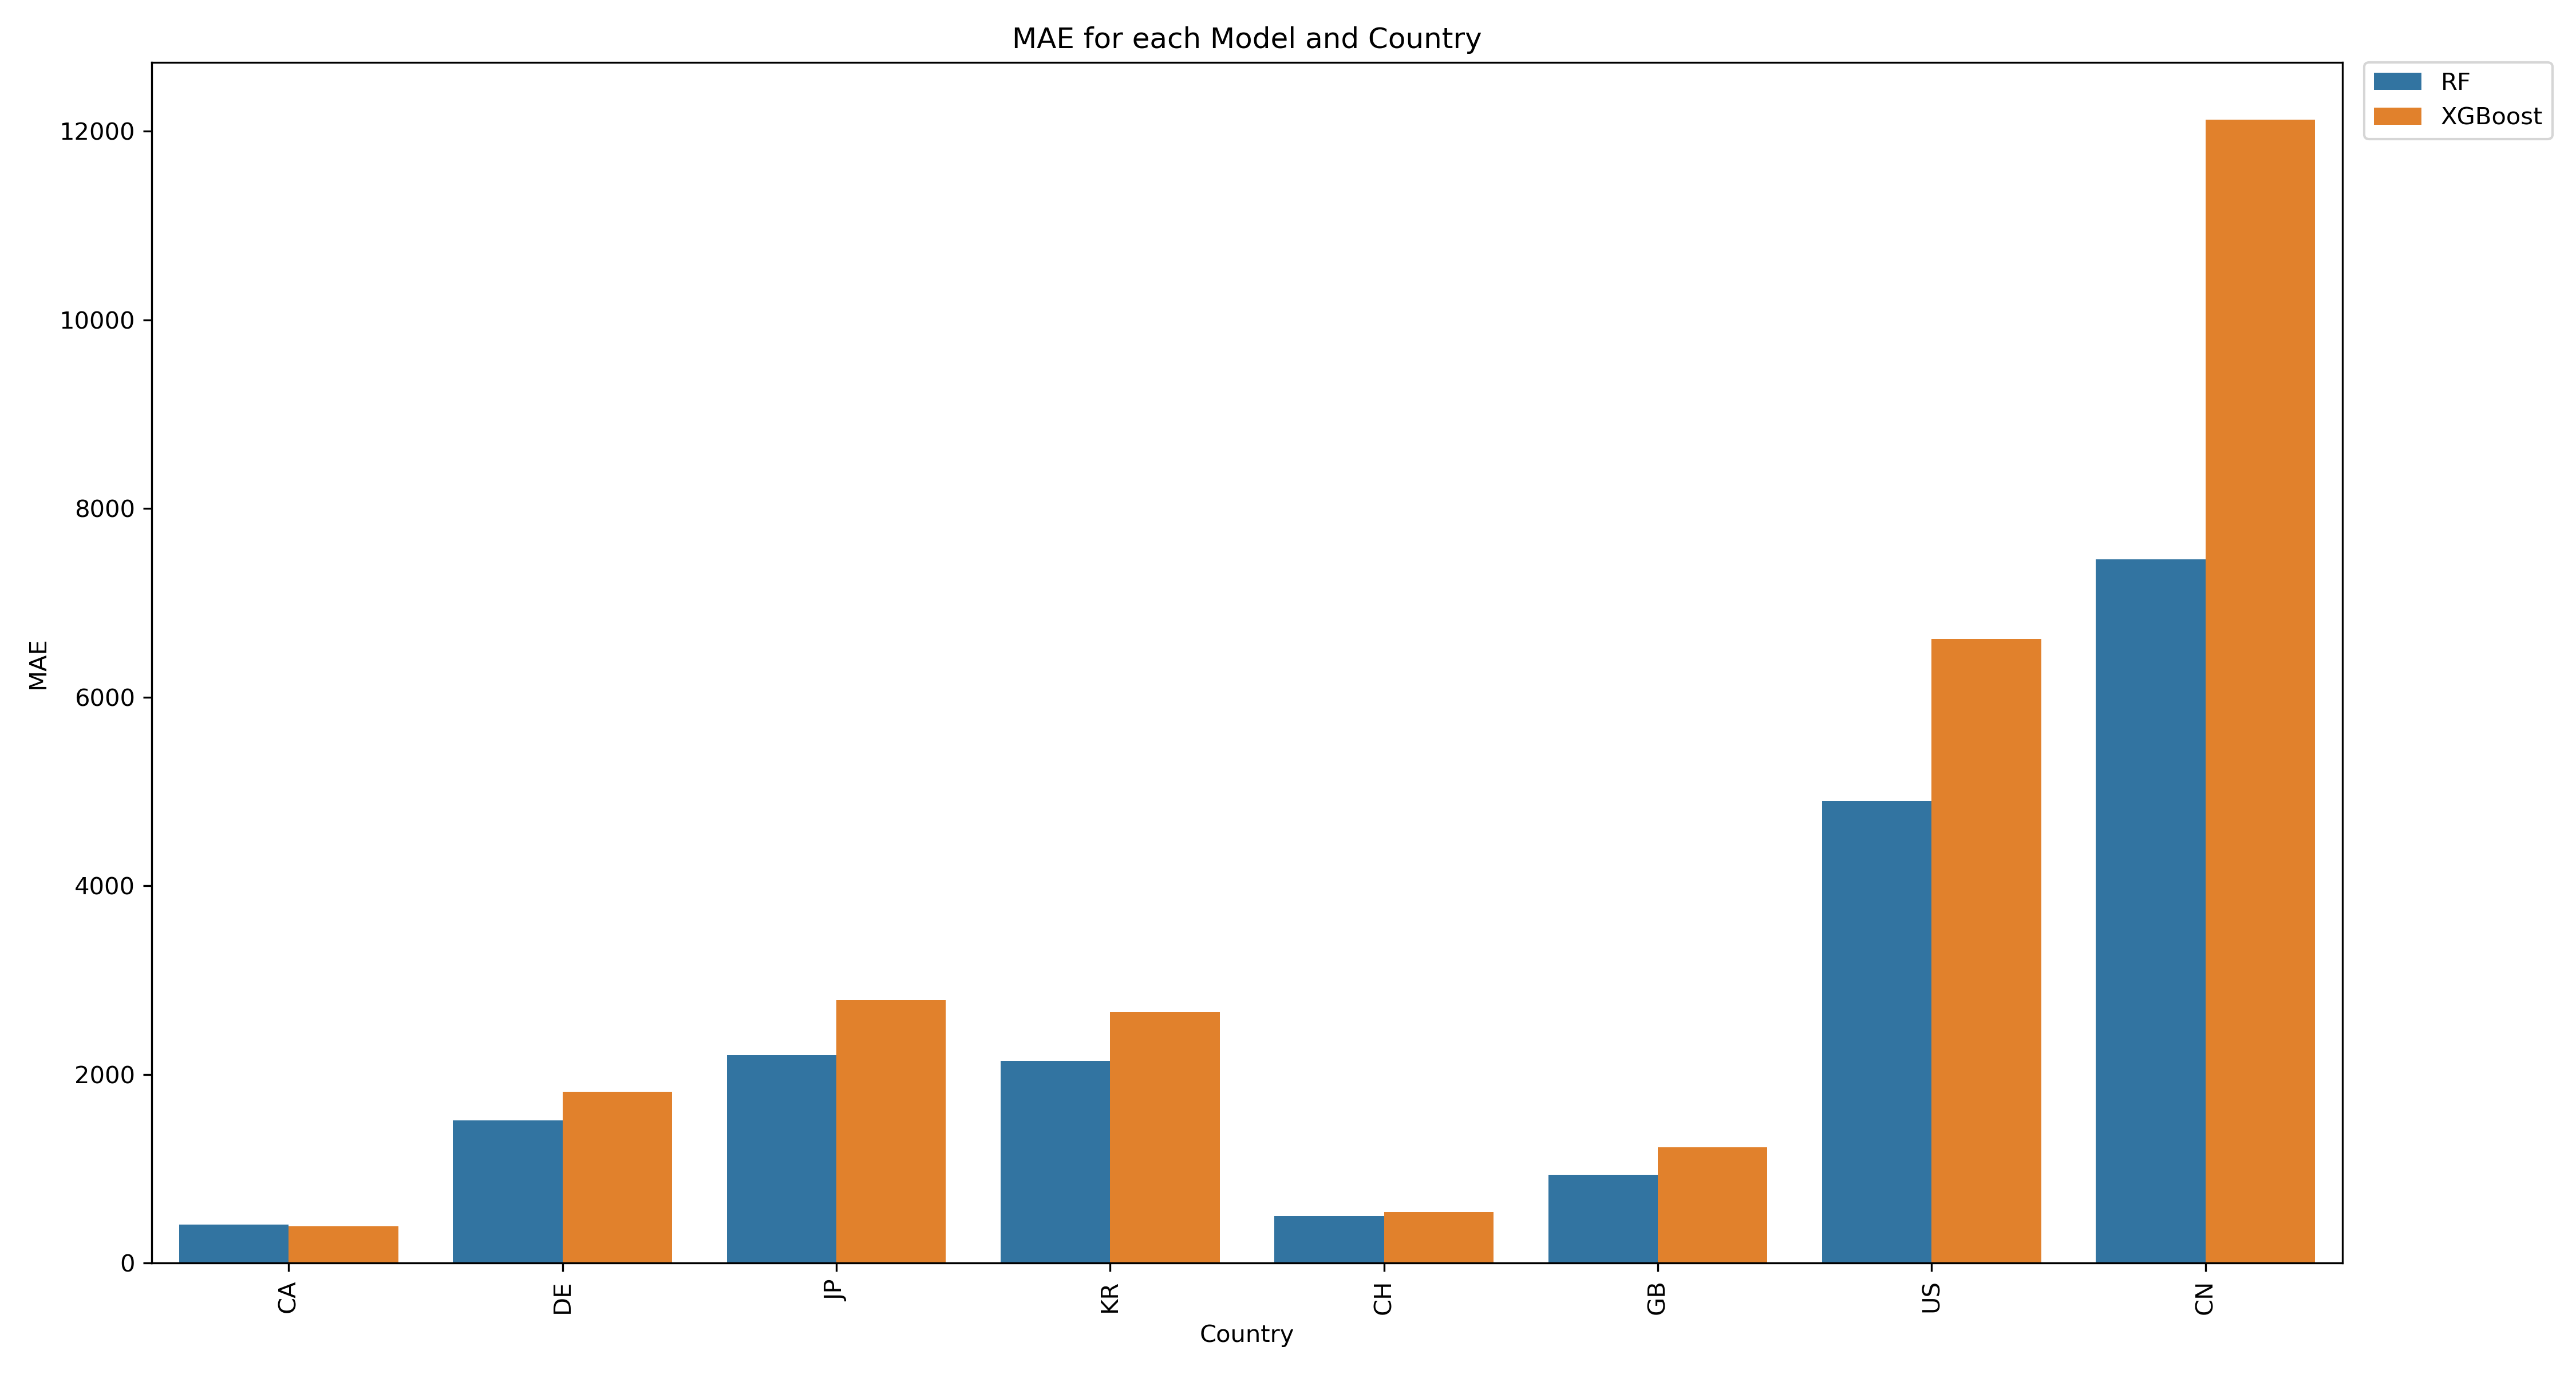 MAE for each Model and Country
RF
XGBoost
12000
10000
8000
6000
4000
2000
0
MAE
CA
DE
JP
KR
CH
GB
US
CN
Country